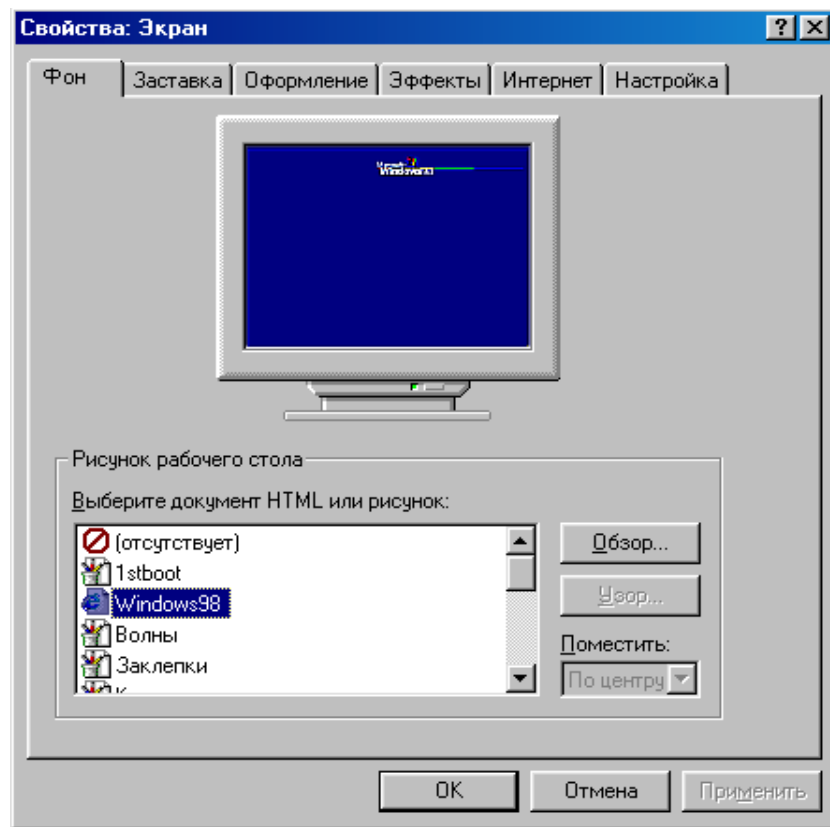 Свойства: Экран
Фон Заставка Оформление Эффекты Интернет Настройка
Windows98
Рисунок рабочего стола
Выберите документ HTML или рисунок:
(отсутствует)
1stboot
Windows98
Волны
Заклепки
Обзор...
Узор...
Поместить:
По центру
OK Отмена Применить